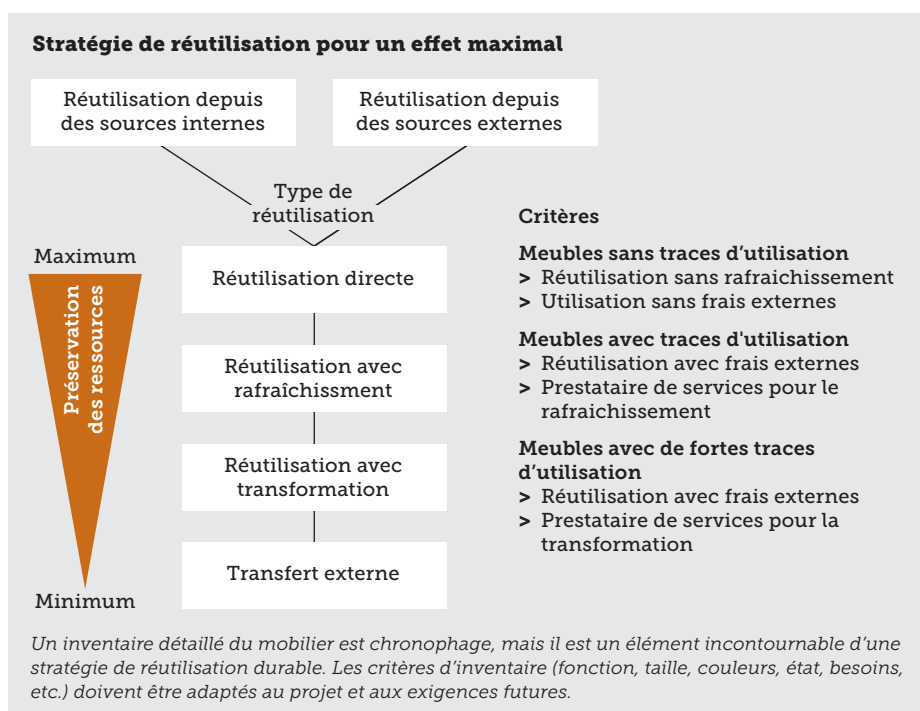 Stratégie de réutilisation pour un effet maximal
Réutilisation depuis
des sources internes
Réutilisation depuis
des sources externes
Type de
réutilisation
Maximum
Préservation
des ressources
Minimum
Réutilisation directe
Réutilisation avec
rafraîchissment
Réutilisation avec
transformation
Transfert externe
Critères
Meubles sans traces d’utilisation
> Réutilisation sans rafraichissement
> Utilisation sans frais externes
Meubles avec traces d'utilisation
> Réutilisation avec frais externes
> Prestataire de services pour le
rafraichissement
Meubles avec de fortes traces
d’utilisation
> Réutilisation avec frais externes
> Prestataire de services pour la
transformation
Un inventaire détaillé du mobilier est chronophage, mais il est un élément incontournable d’une
stratégie de réutilisation durable. Les critères d’inventaire (fonction, taille, couleurs, état, besoins,
etc.) doivent être adaptés au projet et aux exigences futures.